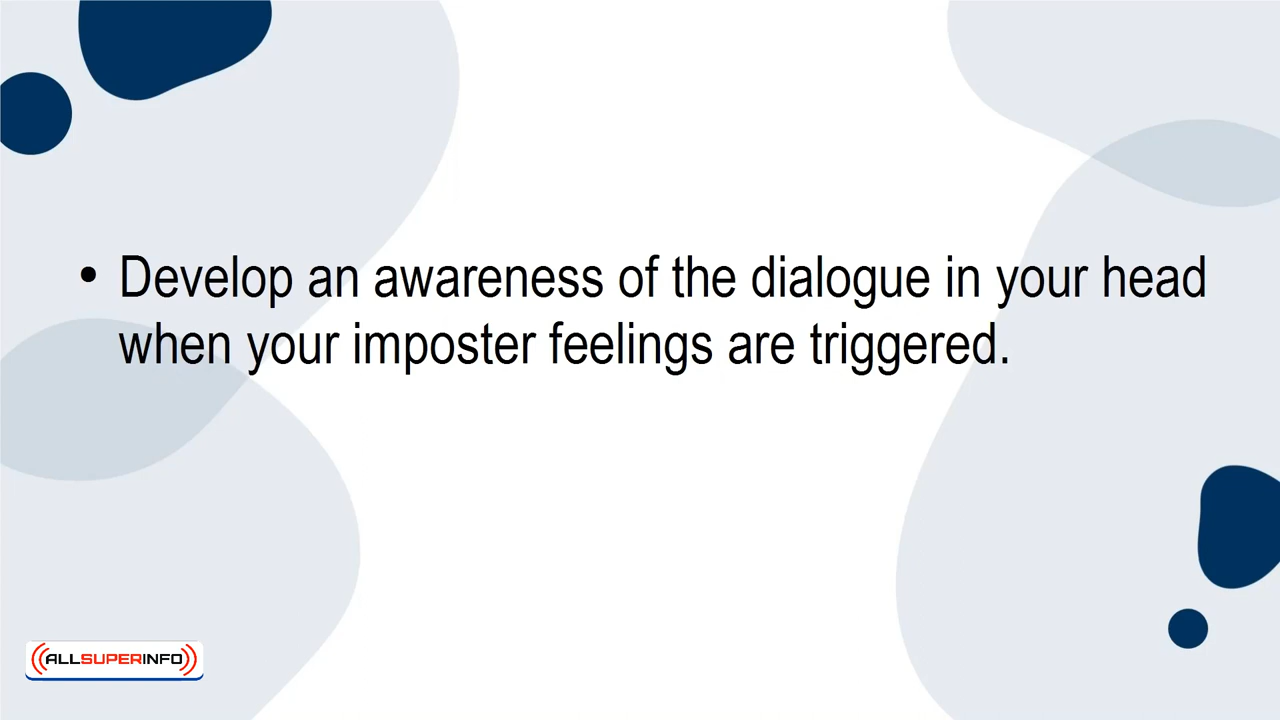 • Develop an awareness of the dialogue in your head
when your imposter feelings are triggered.
ALLSUPERINFO